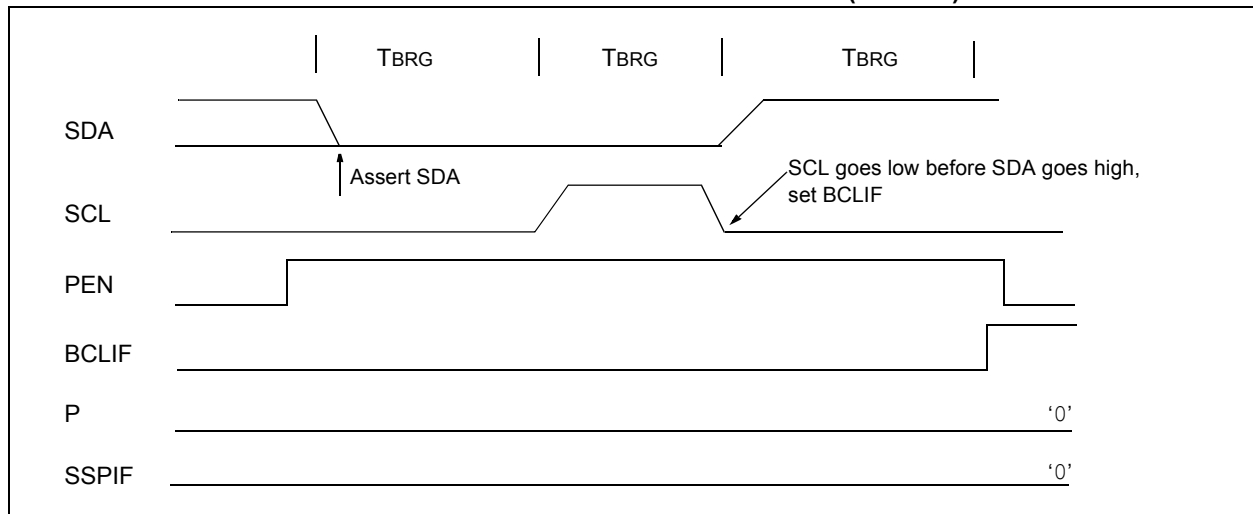 TBRG TBRG TBRG
SDA
Assert SDA
SCL goes low before SDA goes high,
set BCLIF
SCL
PEN
BCLIF
P '0'
SSPIF '0'